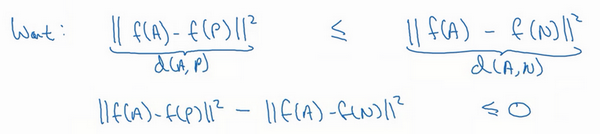 Want: || f(A) - f(P) ||² ≤ || f(A) - f(N) ||²
d(A,P) d(A,N)
|| f(A) - f(P) ||² - || f(A) - f(N) ||² ≤ 0